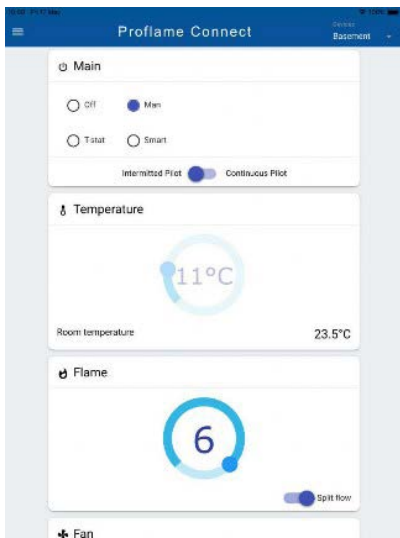 Proflame Connect
Basement
Main
Off
Man
T-stat
Smart
Intermitted Pilot
Continuous Pilot
Temperature
11°C
Room temperature
23.5°C
Flame
6
Split flow
Fan